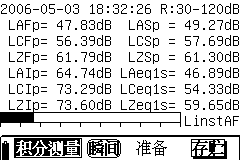 2006-05-03 18:32:26 R:30-120dB
LAFp= 47.83dB LASp = 49.27dB
LCFp= 56.39dB LCSp = 57.69dB
LZFp= 61.79dB LZSp = 61.30dB
LAIp= 64.74dB LAeq1s= 46.89dB
LCIp= 73.29dB LCeq1s= 54.33dB
LZIp= 73.60dB LZeq1s= 59.65dB
LinstAF
积分测量 瞬间 准备 存贮